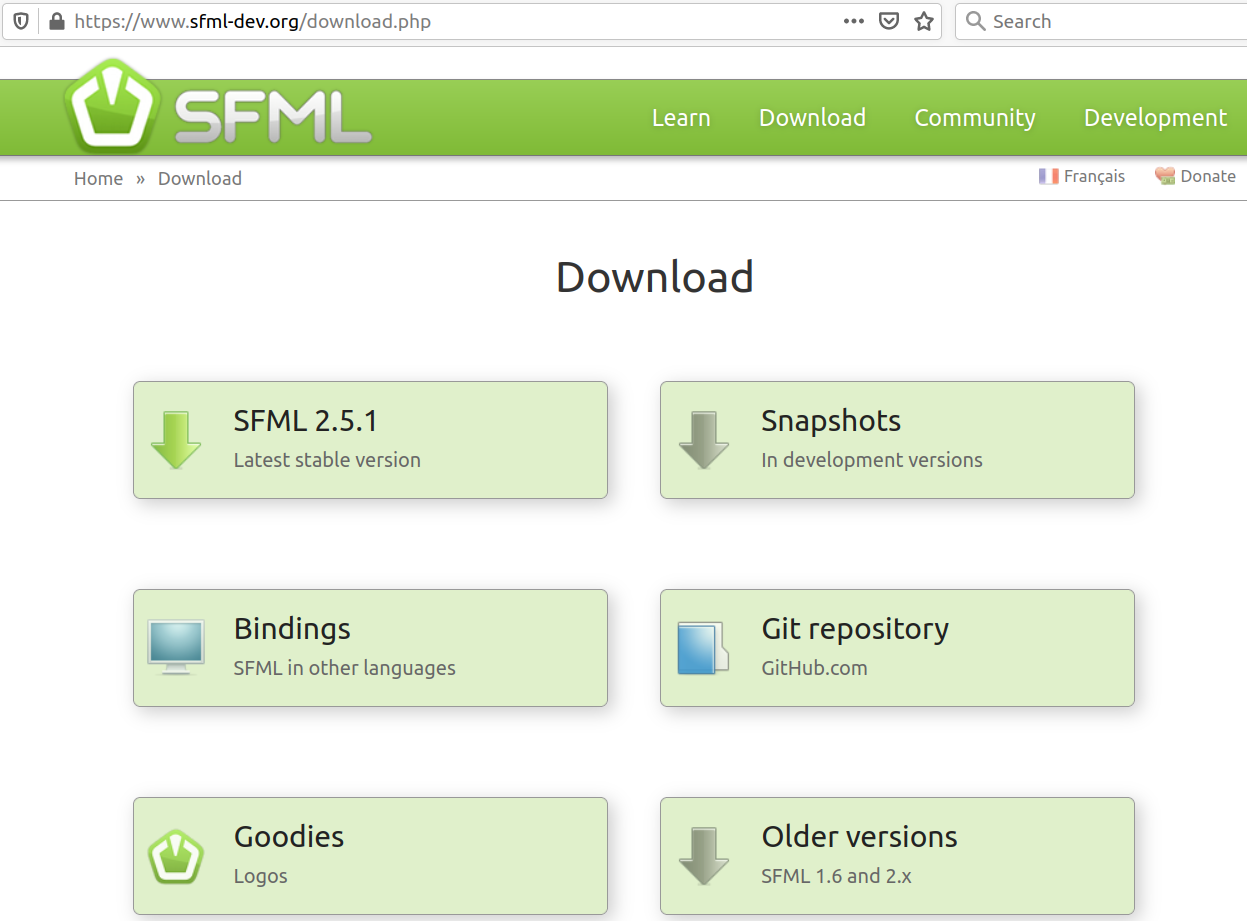 https://www.sfml-dev.org/download.php
Search
SFML
Learn Download Community Development
Home » Download
Français Donate
Download
SFML 2.5.1
Latest stable version
Snapshots
In development versions
Bindings
SFML in other languages
Git repository
GitHub.com
Goodies
Logos
Older versions
SFML 1.6 and 2.x